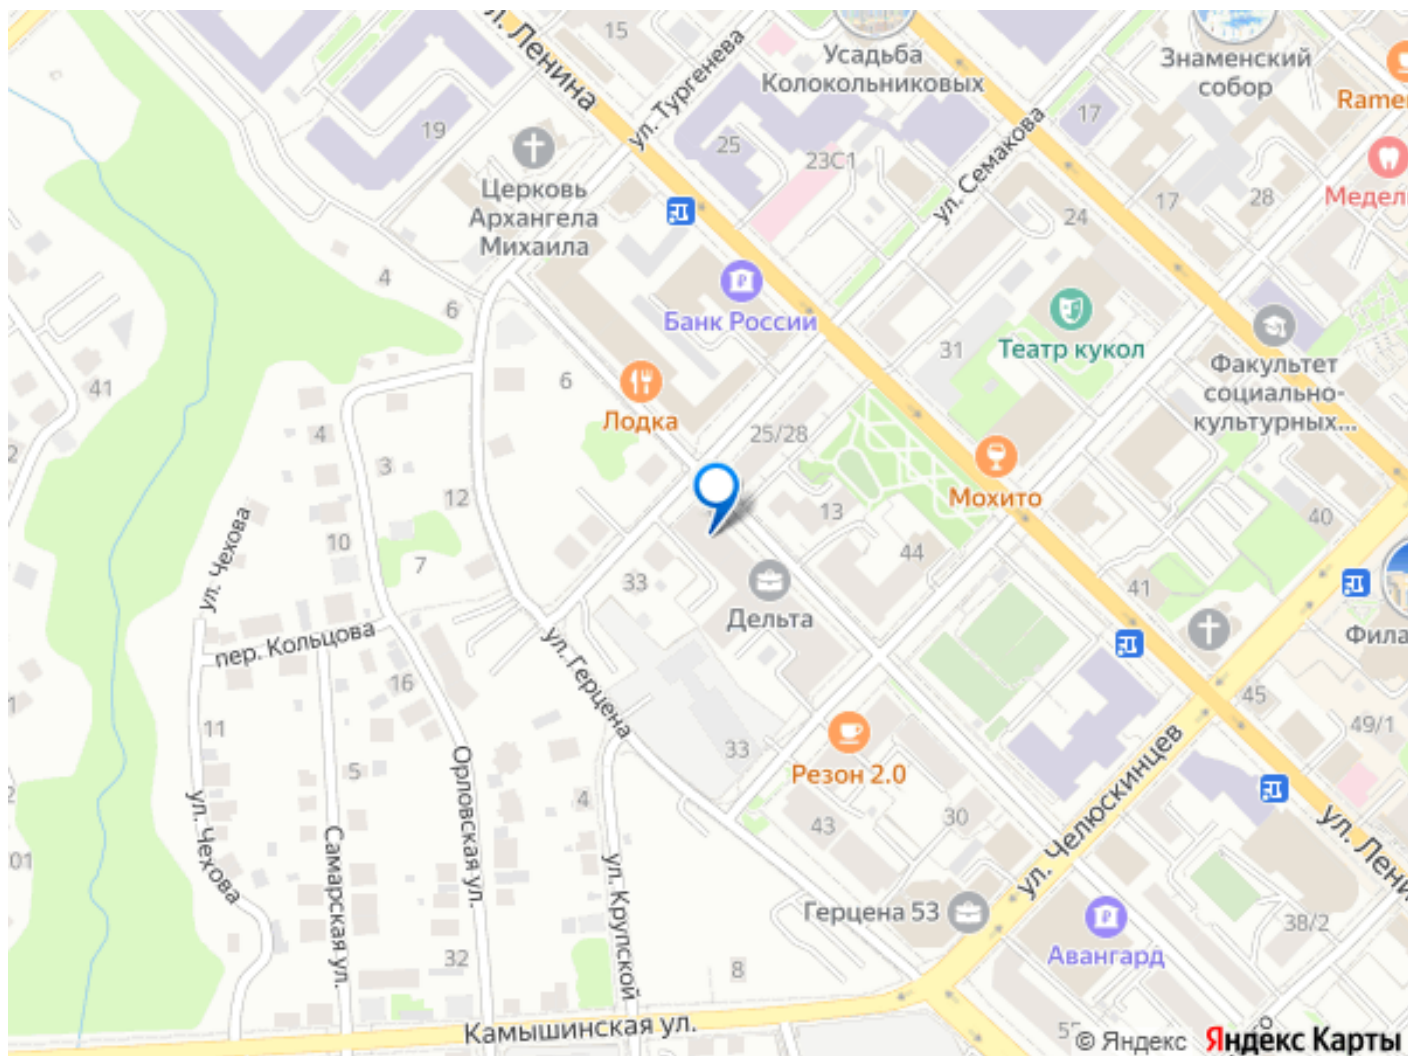 ул. Ленина
15
ул. Тургенева
Усадьба
Колокольниковых
Знаменский
собор
17
19
25
23С1
ул. Семакова
Медел
Церковь
Архангела
Михаила
24
17
28
4
6
Банк России
31
Театр кукол
Факультет
социально-
культурных...
41
6
Лодка
4
3
25/28
Мохито
12
13
40
ул. Чехова
10
7
33
44
41
Дельта
пер. Кольцова
Фила
16
ул. Герцена
45
11
33
49/1
5
Резон 2.0
4
43
30
ул. Челюскинцев
ул. Чехова
Самарская ул.
Орловская ул.
ул. Крупской
01
ул. Лени
Герцена 53
38/2
Авангард
32
8
Камышинская ул.
© Яндекс
Яндекс Карты